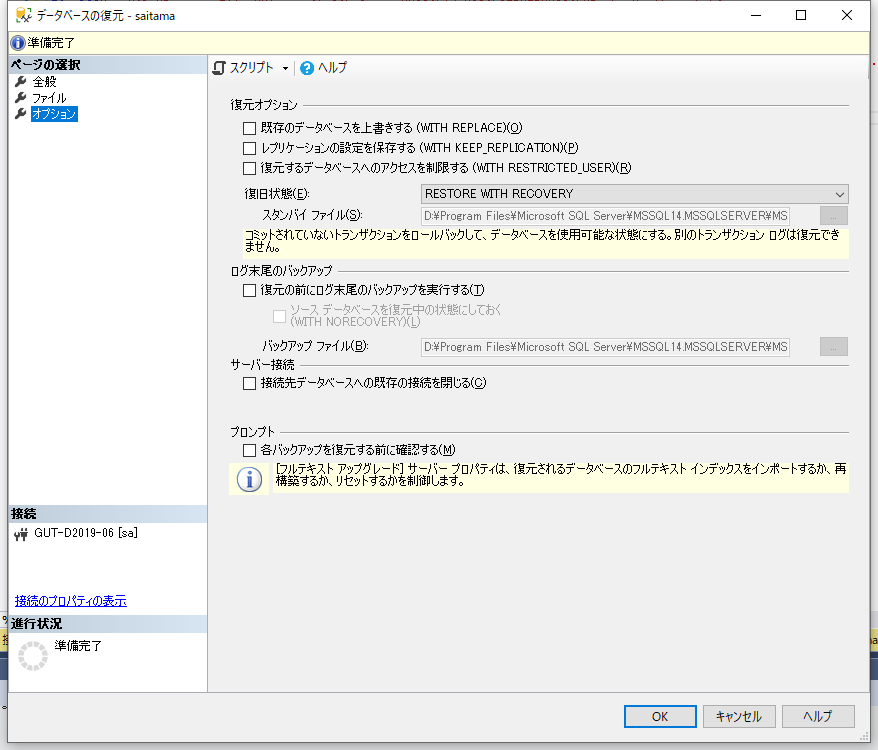 データベースの復元 - saitama
準備完了
ページの選択
全般
ファイル
オプション
スクリプト
ヘルプ
復元オプション
既存のデータベースを上書きする (WITH REPLACE)(O)
レプリケーションの設定を保存する (WITH KEEP_REPLICATION)(P)
復元するデータベースへのアクセスを制限する (WITH RESTRICTED_USER)(R)
復旧状態(E):
RESTORE WITH RECOVERY
スタンバイ ファイル(S):
D:¥Program Files¥Microsoft SQL Server¥MSSQL14.MSSQLSERVER¥MS
...
コミットされていないトランザクションをロールバックして、データベースを使用可能な状態にする。別のトランザクション ログは復元でき
ません。
ログ末尾のバックアップ
復元の前にログ末尾のバックアップを実行する(T)
ソース データベースを復元中の状態にしておく
(WITH NORECOVERY)(L)
バックアップ ファイル(B):
D:¥Program Files¥Microsoft SQL Server¥MSSQL14.MSSQLSERVER¥MS
...
サーバー接続
接続先データベースへの既存の接続を閉じる(C)
プロンプト
各バックアップを復元する前に確認する(M)
[フルテキスト アップグレード] サーバー プロパティは、復元されるデータベースのフルテキスト インデックスをインポートするか、再
構築するか、リセットするかを制御します。
接続
GUT-D2019-06 [sa]
接続のプロパティの表示
進行状況
準備完了
OK
キャンセル
ヘルプ